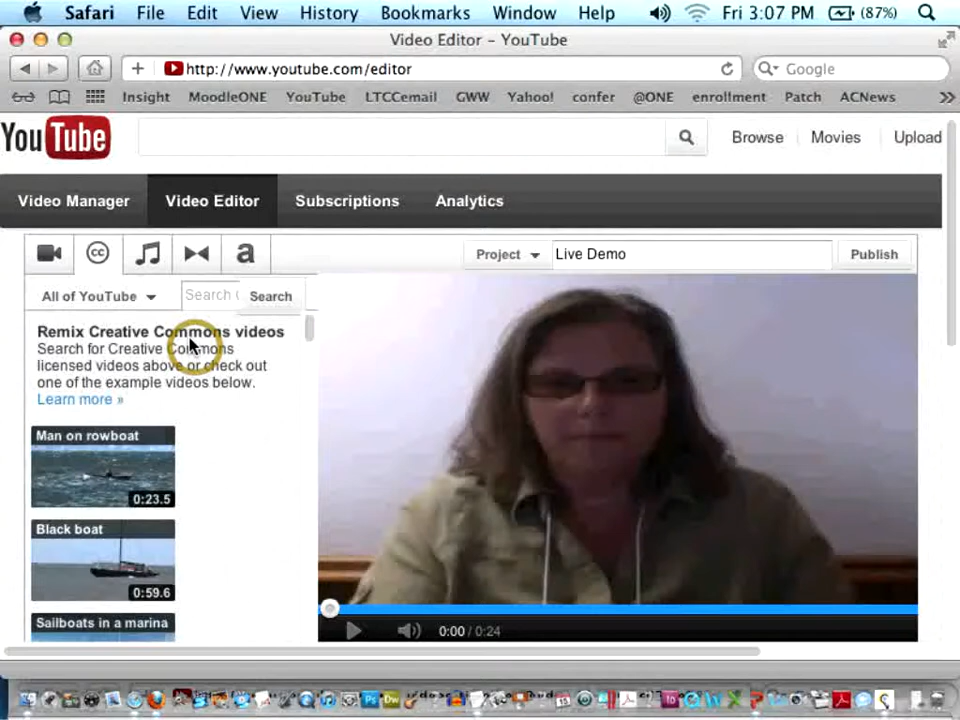 Safari File Edit View History Bookmarks Window Help Fri 3:07 PM (87%)
Video Editor - YouTube
+ http://www.youtube.com/editor Google
Insight MoodleONE YouTube LTCCemail GWW Yahoo! confer @ONE enrollment Patch ACNews »
YouTube Browse Movies Upload
Video Manager Video Editor Subscriptions Analytics
cc a Project Live Demo Publish
All of YouTube Search Search
Remix Creative Commons videos
Search for Creative Commons
licensed videos above or check out
one of the example videos below.
Learn more »
Man on rowboat
0:23.5
Black boat
0:59.6
Sailboats in a marina
0:00 / 0:24